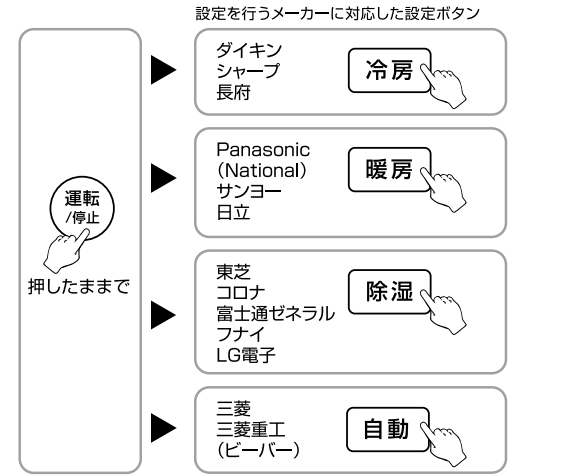 設定を行うメーカーに対応した設定ボタン
運転
/停止
押したままで
ダイキン
シャープ
長府
冷房
Panasonic
(National)
サンヨー
日立
暖房
東芝
コロナ
富士通ゼネラル
フナイ
LG電子
除湿
三菱
三菱重工
(ビーバー)
自動